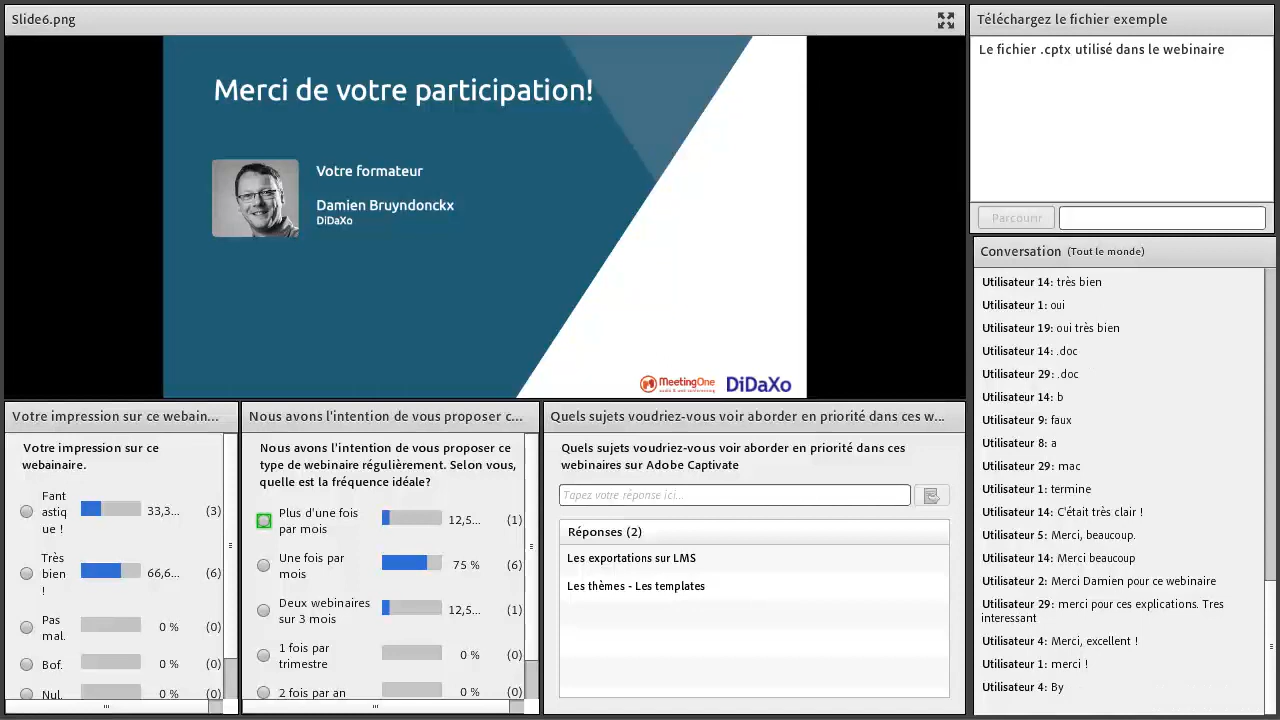 Slide6.png
Merci de votre participation!
Votre formateur
Damien Bruyndonckx
DiDaXo
MeetingOne
DiDaXo
Téléchargez le fichier exemple
Le fichier .cptx utilisé dans le webinaire
Parcourir
Conversation (Tout le monde)
Utilisateur 14: très bien
Utilisateur 1: oui
Utilisateur 19: oui très bien
Utilisateur 14: .doc
Utilisateur 29: .doc
Utilisateur 14: b
Utilisateur 9: faux
Utilisateur 8: a
Utilisateur 29: mac
Utilisateur 1: termine
Utilisateur 14: C'était très clair !
Utilisateur 5: Merci, beaucoup.
Utilisateur 14: Merci beaucoup
Utilisateur 2: Merci Damien pour ce webinaire
Utilisateur 29: merci pour ces explications. Tres
interessant
Utilisateur 4: Merci, excellent !
Utilisateur 1: merci !
Utilisateur 4: By
Votre impression sur ce webain...
Votre impression sur ce
webainaire.
Fant
astiq
ue !
33,3... (3)
Très
bien
!
66,6... (6)
Pas
mal.
0 % (0)
Bof. 0 % (0)
Nul. 0 % (0)
Nous avons l'intention de vous proposer c...
Nous avons l'intention de vous proposer ce
type de webinaire régulièrement. Selon vous,
quelle est la fréquence idéale?
Plus d'une fois
par mois
12,5... (1)
Une fois par
mois
75 % (6)
Deux webinaires
sur 3 mois
12,5... (1)
1 fois par
trimestre
0 % (0)
2 fois par an 0 % (0)
Quels sujets voudriez-vous voir aborder en priorité dans ces w...
Quels sujets voudriez-vous voir aborder en priorité dans ces
webinaires sur Adobe Captivate
Tapez votre réponse ici...
Réponses (2)
Les exportations sur LMS
Les thèmes - Les templates